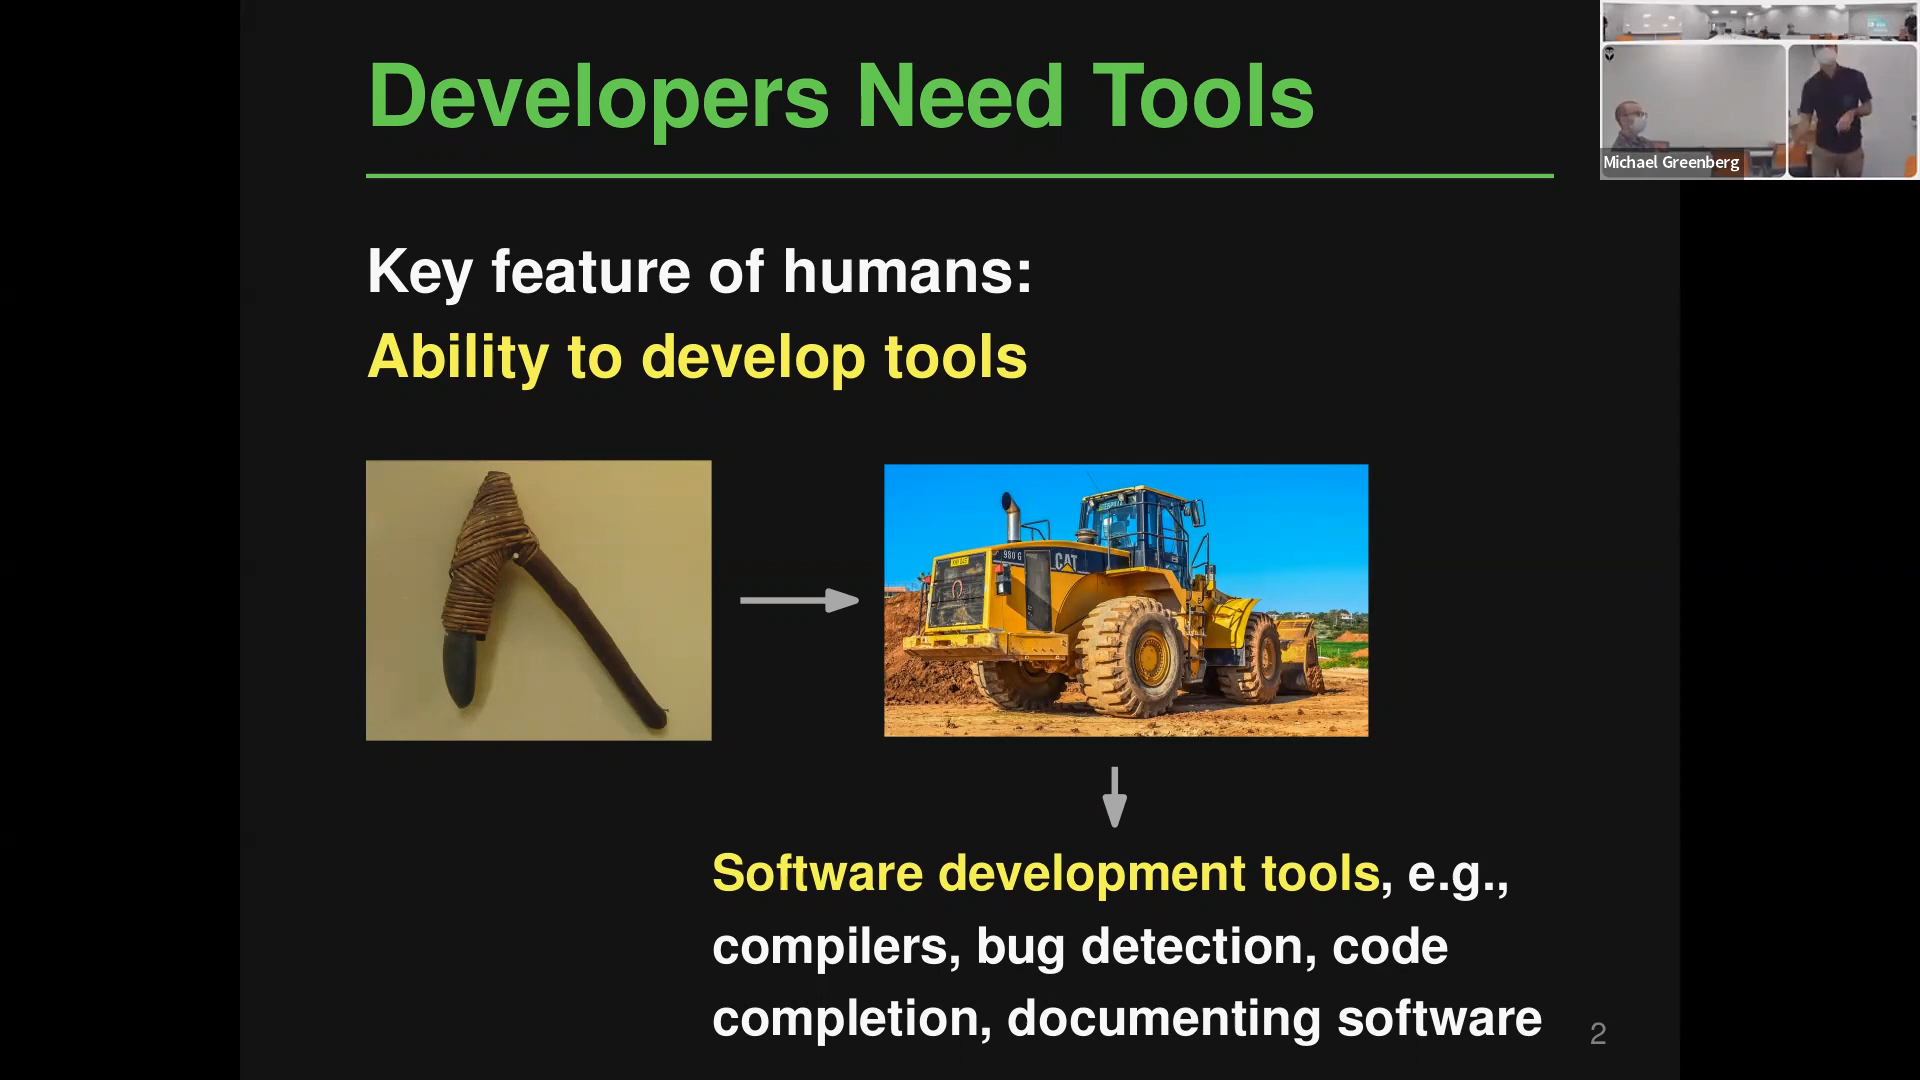 Developers Need Tools
Michael Greenberg
Key feature of humans:
Ability to develop tools
980 G
CAT
Software development tools, e.g.,
compilers, bug detection, code
completion, documenting software
2